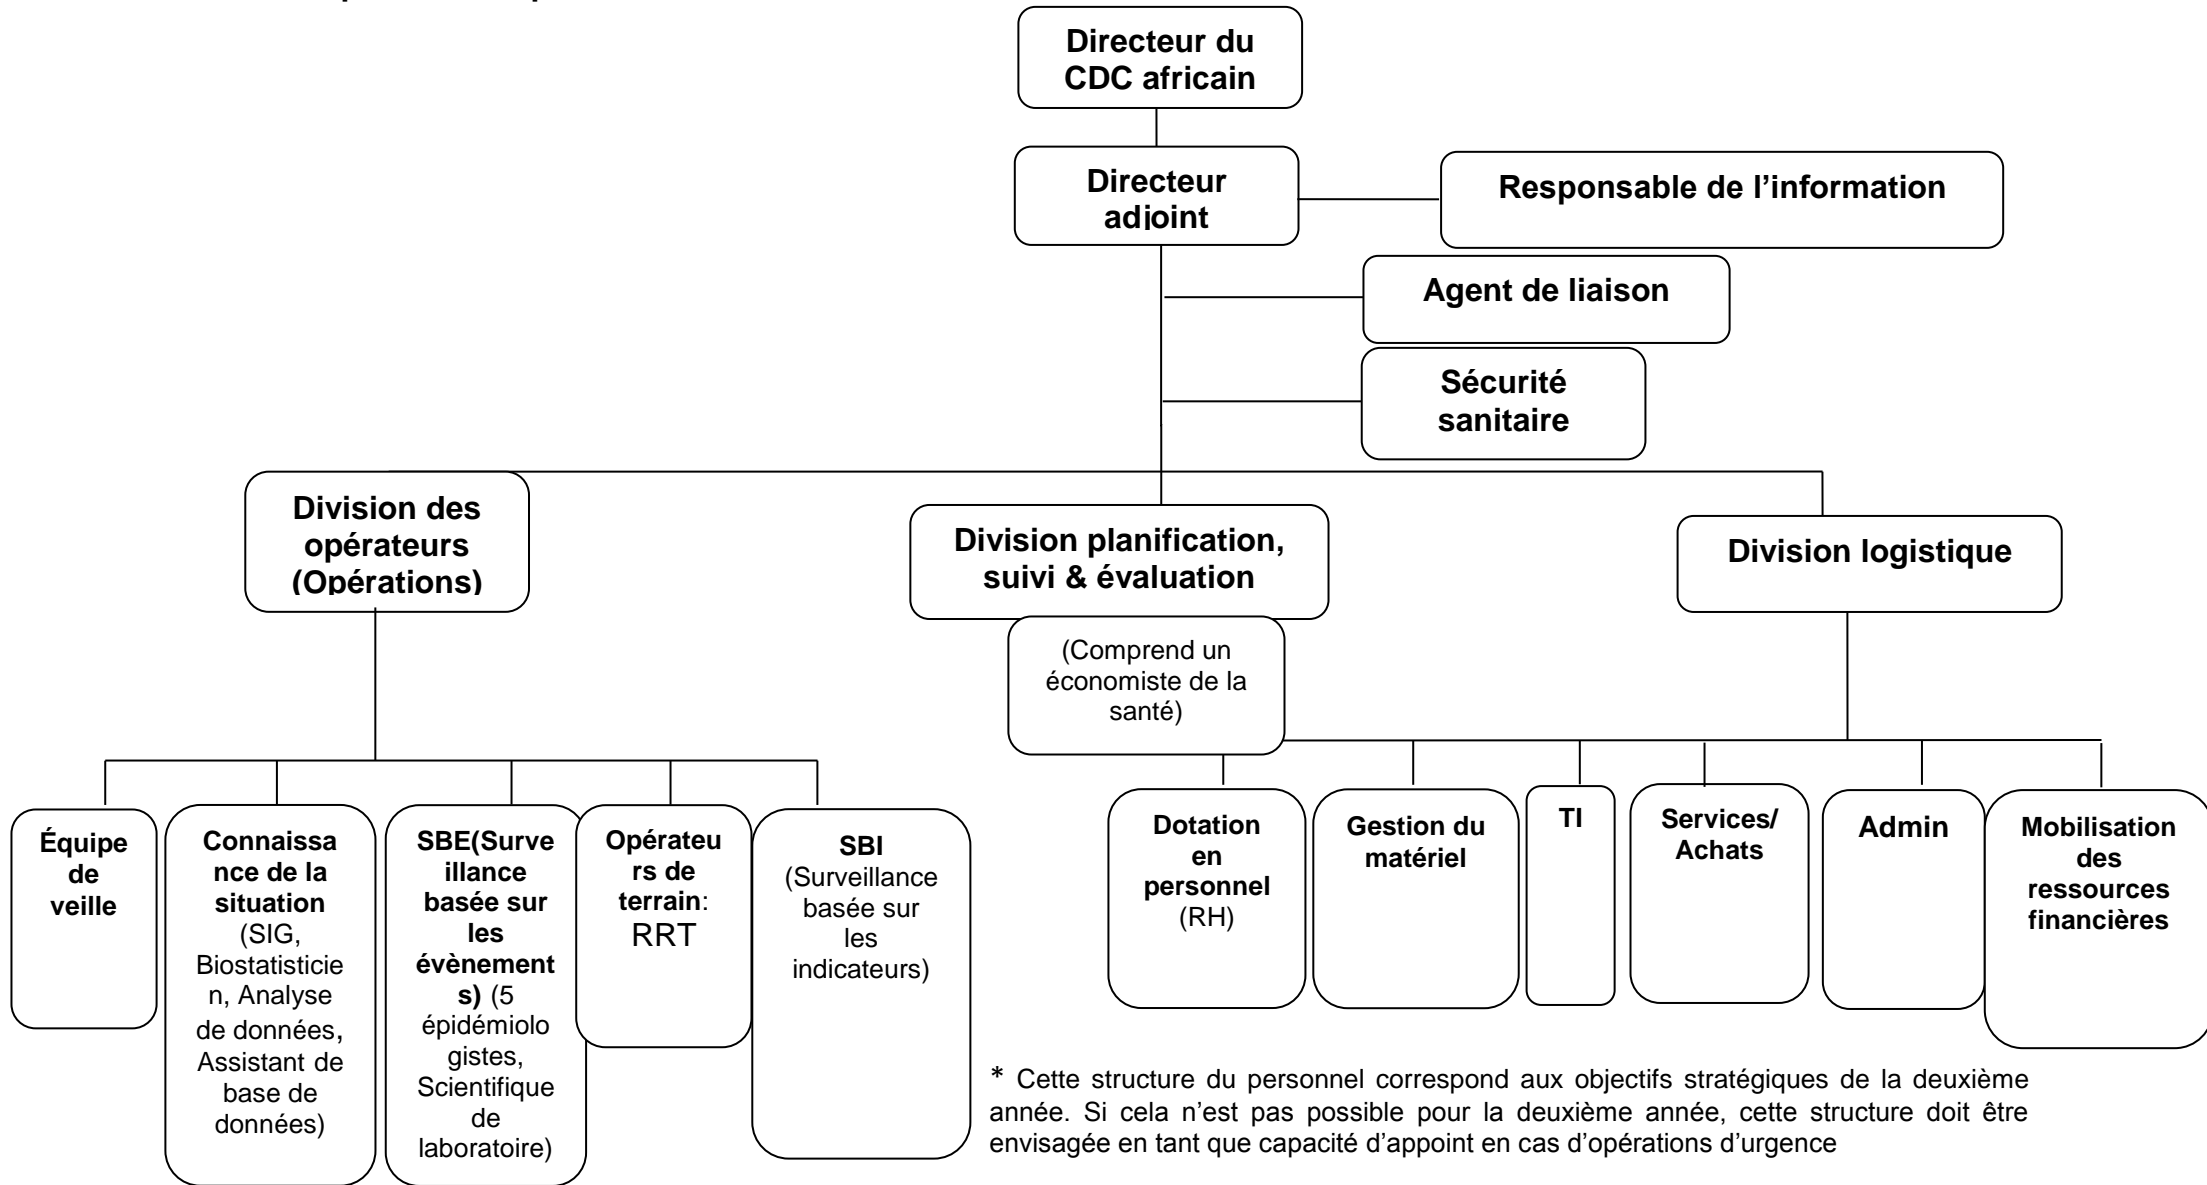 Directeur du
CDC africain
Directeur
adjoint
Responsable de l’information
Agent de liaison
Sécurité
sanitaire
Division des
opérateurs
(Opérations)
Division planification,
suivi & évaluation
Division logistique
(Comprend un
économiste de la
santé)
Équipe
de
veille
Connaissa
nce de la
situation
(SIG,
Biostatisticie
n, Analyse
de données,
Assistant de
base de
données)
SBE(Surve
illance
basée sur
les
évènement
s) (5
épidémiolo
gistes,
Scientifique
de
laboratoire)
Opérateu
rs de
terrain:
RRT
SBI
(Surveillance
basée sur
les
indicateurs)
Dotation
en
personnel
(RH)
Gestion du
matériel
TI
Services/
Achats
Admin
Mobilisation
des
ressources
financières
* Cette structure du personnel correspond aux objectifs stratégiques de la deuxième
année. Si cela n’est pas possible pour la deuxième année, cette structure doit être
envisagée en tant que capacité d’appoint en cas d’opérations d’urgence